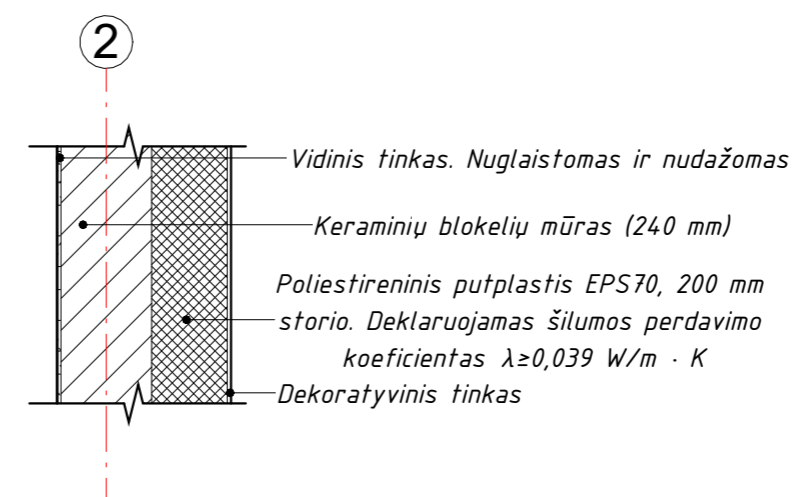 2
Vidinis tinkas. Nuglaistomas ir nudažomas
Keraminių blokelių mūras (240 mm)
Poliestireninis putplastis EPS70, 200 mm
storio. Deklaruojamas šilumos perdavimo
koeficientas λ≥0,039 W/m · K
Dekoratyvinis tinkas